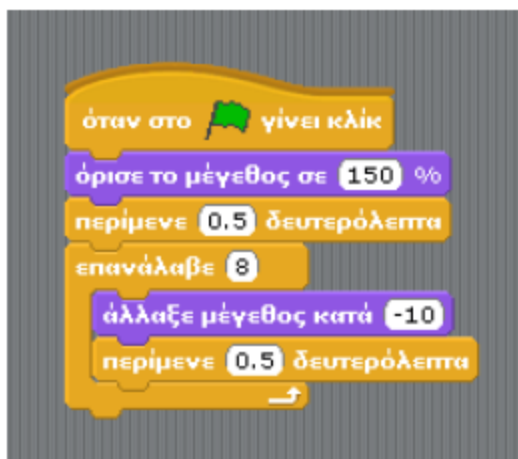 όταν στο γίνει κλίκ
όρισε το μέγεθος σε 150 %
περίμενε 0.5 δευτερόλεπτα
επανάλαβε 8
άλλαξε μέγεθος κατά -10
περίμενε 0.5 δευτερόλεπτα